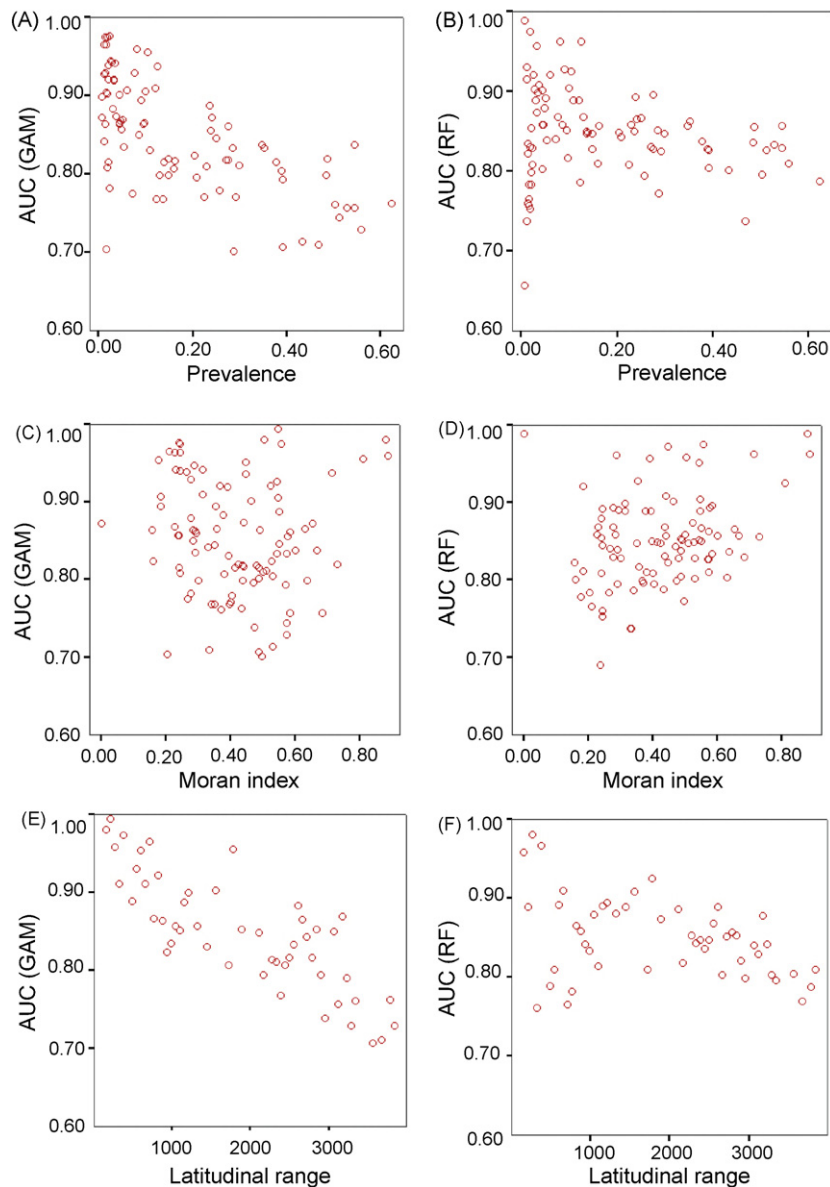 (A)
1.00
0.90
0.80
0.70
0.60
AUC (GAM)
0.00 0.20 0.40 0.60
Prevalence
(B)
1.00
0.90
0.80
0.70
0.60
AUC (RF)
0.00 0.20 0.40 0.60
Prevalence
(C)
1.00
0.90
0.80
0.70
0.60
AUC (GAM)
0.00 0.20 0.40 0.60 0.80
Moran index
(D)
1.00
0.90
0.80
0.70
0.60
AUC (RF)
0.00 0.20 0.40 0.60 0.80
Moran index
(E)
1.00
0.90
0.80
0.70
0.60
AUC (GAM)
1000 2000 3000
Latitudinal range
(F)
1.00
0.90
0.80
0.70
0.60
AUC (RF)
1000 2000 3000
Latitudinal range